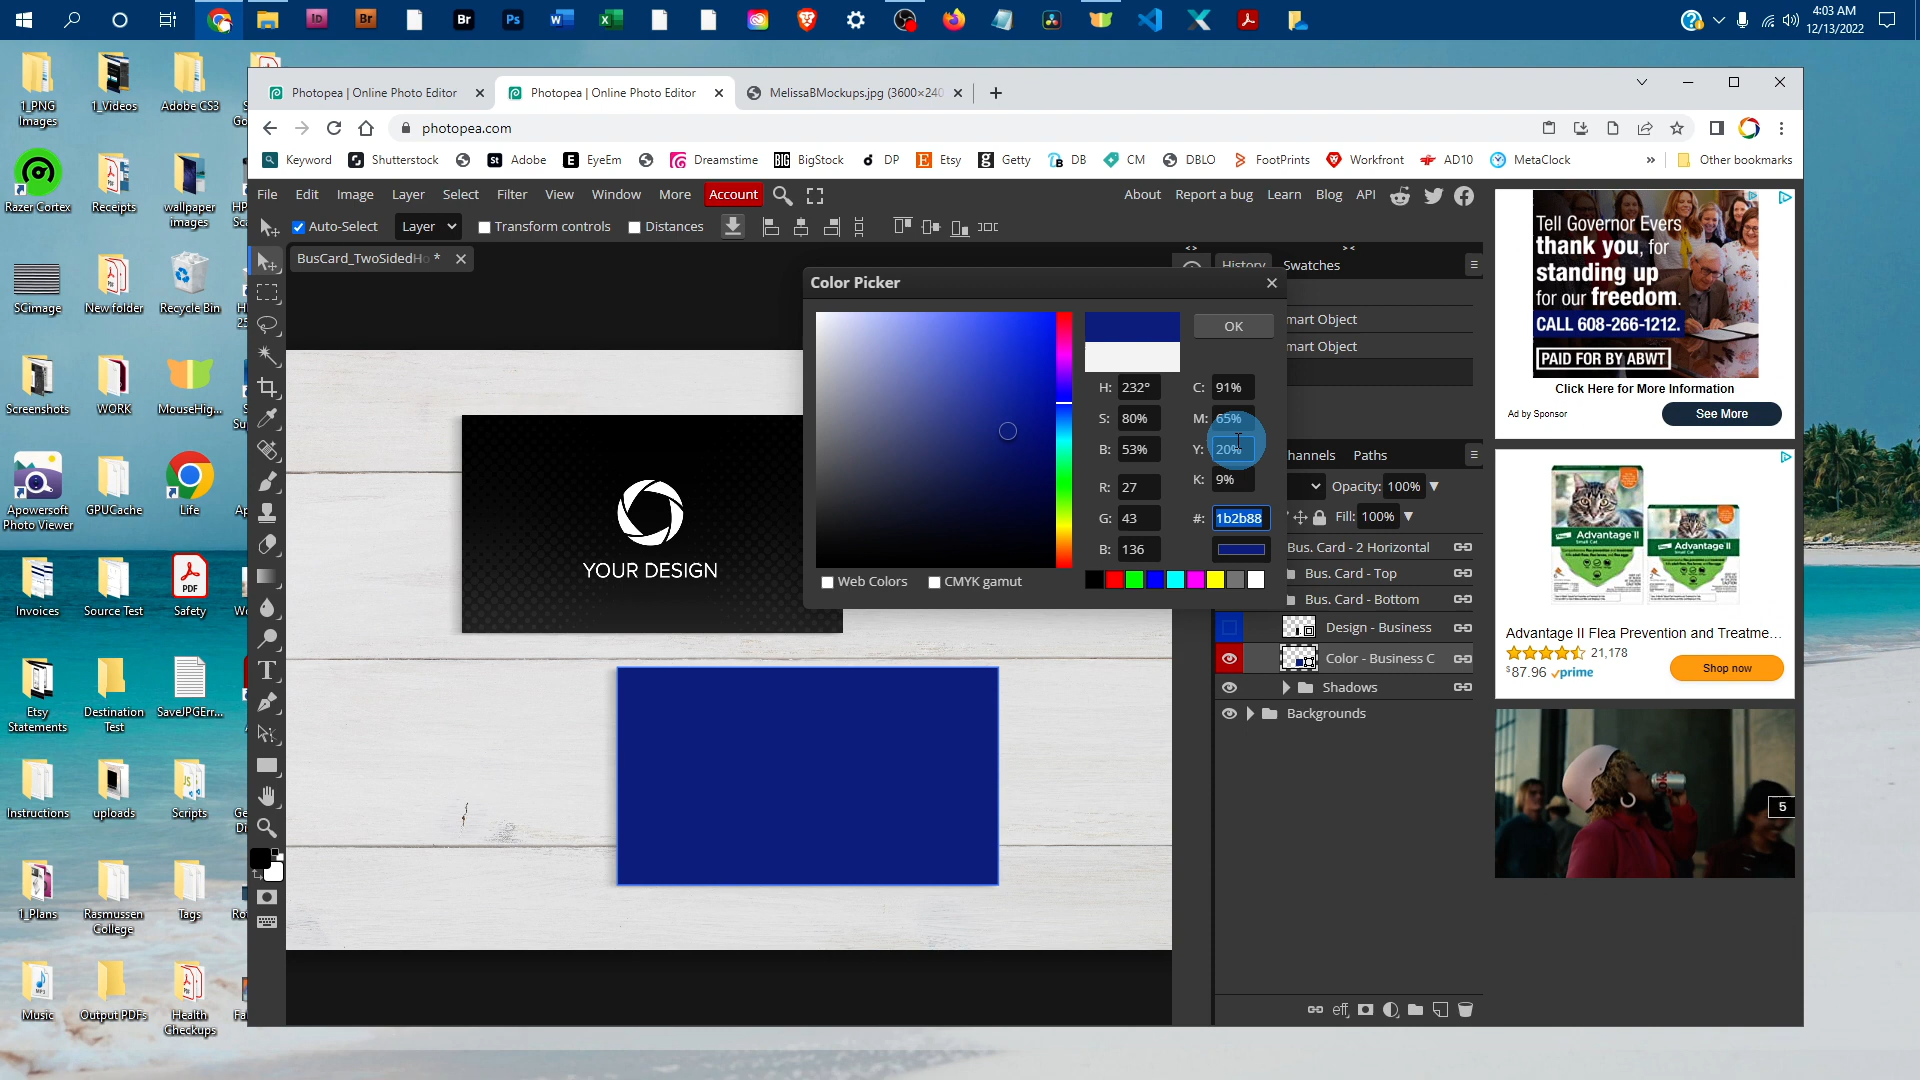 4:03 AM
12/13/2022
1_PNG Images
1_Videos
Adobe CS3
Razer Cortex
Receipts
wallpaper images
SCimage
New folder
Recycle Bin
Screenshots
WORK
MouseHig...
Apowersoft Photo Viewer
GPUCache
Life
Invoices
Source Test
Safety
Etsy Statements
Destination Test
SaveJPGErr...
Instructions
uploads
Scripts
1_Plans
Rasmussen College
Tags
Music
Output PDFs
Health Checkups
Photopea | Online Photo Editor
Photopea | Online Photo Editor
MelissaBMockups.jpg (3600×240
photopea.com
Keyword
Shutterstock
Adobe
EyeEm
Dreamstime
BigStock
DP
Etsy
Getty
DB
CM
DBLO
FootPrints
Workfront
AD10
MetaClock
Other bookmarks
File Edit Image Layer Select Filter View Window More Account
About Report a bug Learn Blog API
Auto-Select Layer Transform controls Distances
BusCard_TwoSidedHo *
History Swatches
mart Object
mart Object
Color Picker
OK
H: 232° C: 91%
S: 80% M: 65%
B: 53% Y: 20%
R: 27 K: 9%
G: 43 #: 1b2b88
B: 136
Web Colors CMYK gamut
YOUR DESIGN
hannels Paths
Opacity: 100%
Fill: 100%
Bus. Card - 2 Horizontal
Bus. Card - Top
Bus. Card - Bottom
Design - Business
Color - Business C
Shadows
Backgrounds
eff
Tell Governor Evers
thank you, for
standing up
for our freedom.
CALL 608-266-1212.
PAID FOR BY ABWT
Click Here for More Information
Ad by Sponsor
See More
Advantage II
Advantage II
Advantage II Flea Prevention and Treatme...
21,178
$87.96 prime
Shop now
5